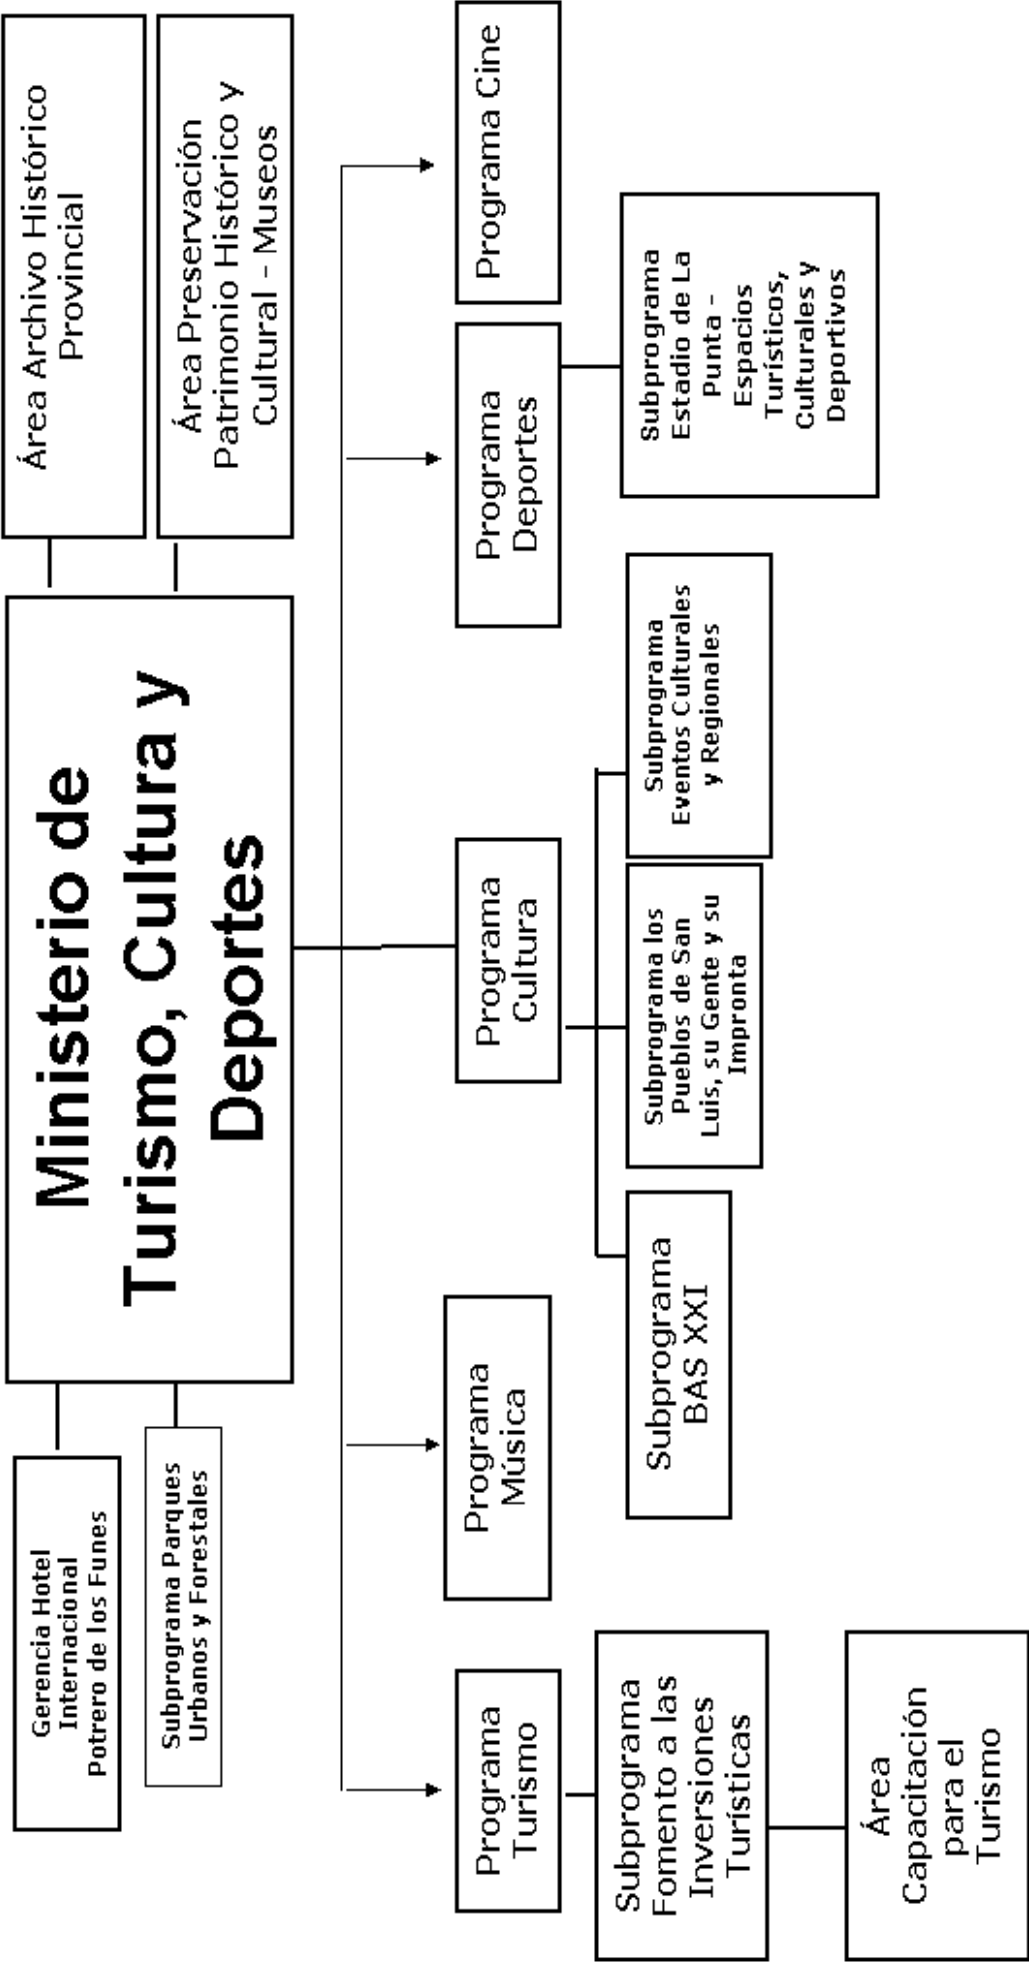 Gerencia Hotel
Internacional
Potrero de los Funes
Subprograma Parques
Urbanos y Forestales
Ministerio de
Turismo, Cultura y
Deportes
Área Archivo Histórico
Provincial
Área Preservación
Patrimonio Histórico y
Cultural - Museos
Programa
Turismo
Programa
Música
Programa
Cultura
Programa
Deportes
Programa Cine
Subprograma
Fomento a las
Inversiones
Turísticas
Subprograma
BAS XXI
Subprograma los
Pueblos de San
Luis, su Gente y su
Impronta
Subprograma
Eventos Culturales
y Regionales
Subprograma
Estadio de La
Punta -
Espacios
Turísticos,
Culturales y
Deportivos
Área
Capacitación
para el
Turismo